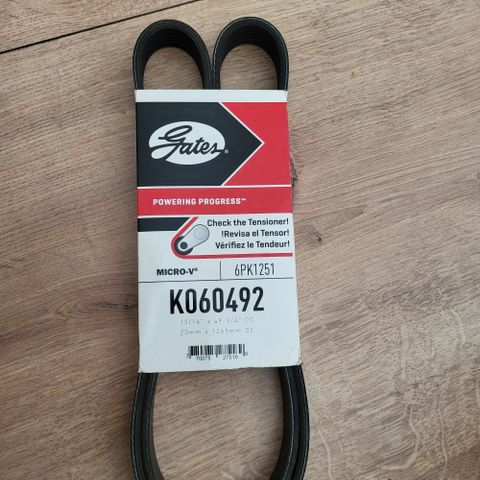 Gates®
POWERING PROGRESS™
Check the Tensioner!
!Revisa el Tensor!
Vérifiez le Tendeur!
MICRO-V® 6PK1251
K060492
13/16" x 49 3/4" OC
20mm x 1265mm OC